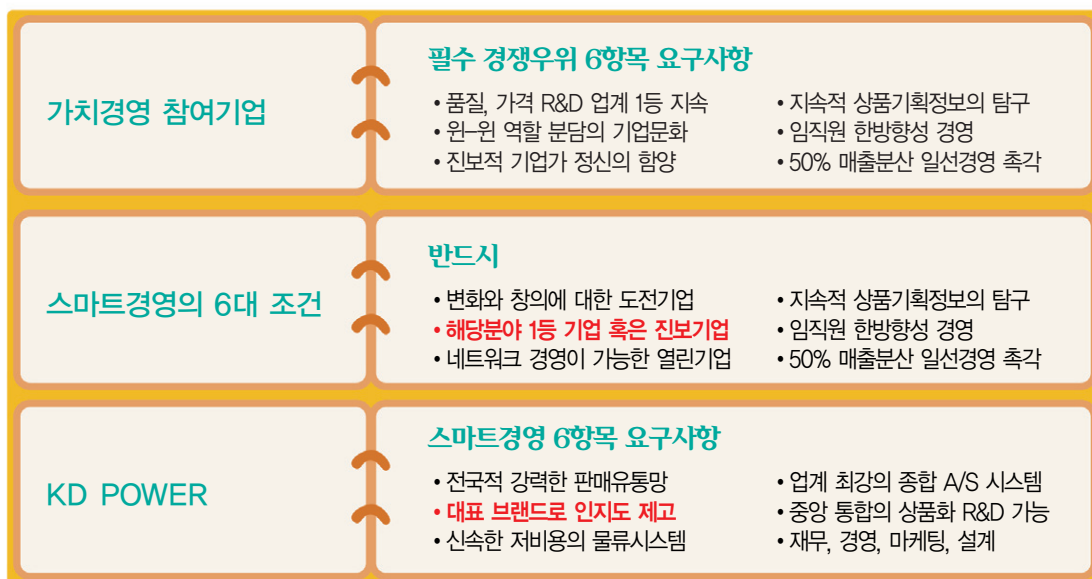 가치경영 참여기업
필수 경쟁우위 6항목 요구사항
• 품질, 가격 R&D 업계 1등 지속
• 윈-윈 역할 분담의 기업문화
• 진보적 기업가 정신의 함양
• 지속적 상품기획정보의 탐구
• 임직원 한방향성 경영
• 50% 매출분산 일선경영 촉각
스마트경영의 6대 조건
반드시
• 변화와 창의에 대한 도전기업
• 해당분야 1등 기업 혹은 진보기업
• 네트워크 경영이 가능한 열린기업
• 지속적 상품기획정보의 탐구
• 임직원 한방향성 경영
• 50% 매출분산 일선경영 촉각
KD POWER
스마트경영 6항목 요구사항
• 전국적 강력한 판매유통망
• 대표 브랜드로 인지도 제고
• 신속한 저비용의 물류시스템
• 업계 최강의 종합 A/S 시스템
• 중앙 통합의 상품화 R&D 가능
• 재무, 경영, 마케팅, 설계